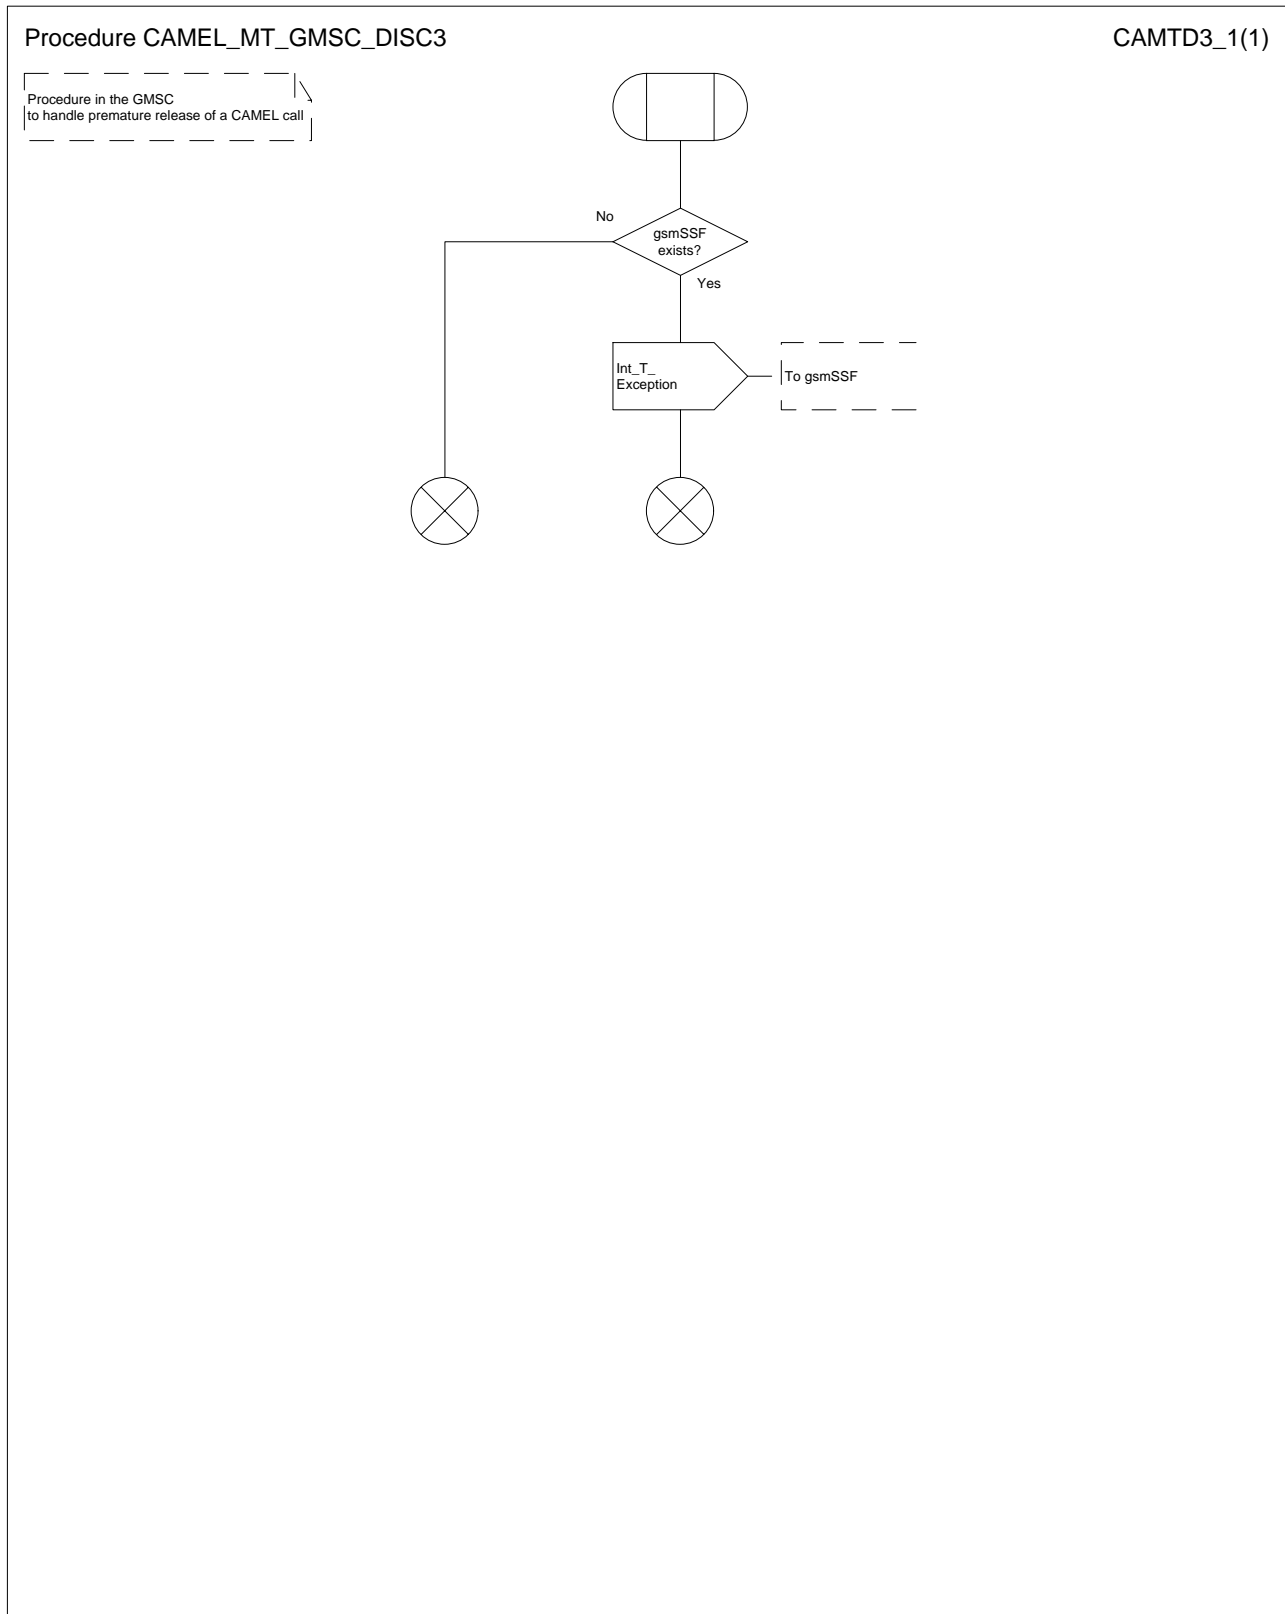 Procedure CAMEL_MT_GMSC_DISC3
CAMTD3_1(1)
Procedure in the GMSC
to handle premature release of a CAMEL call
No
gsmSSF
exists?
Yes
Int_T_
Exception
To gsmSSF